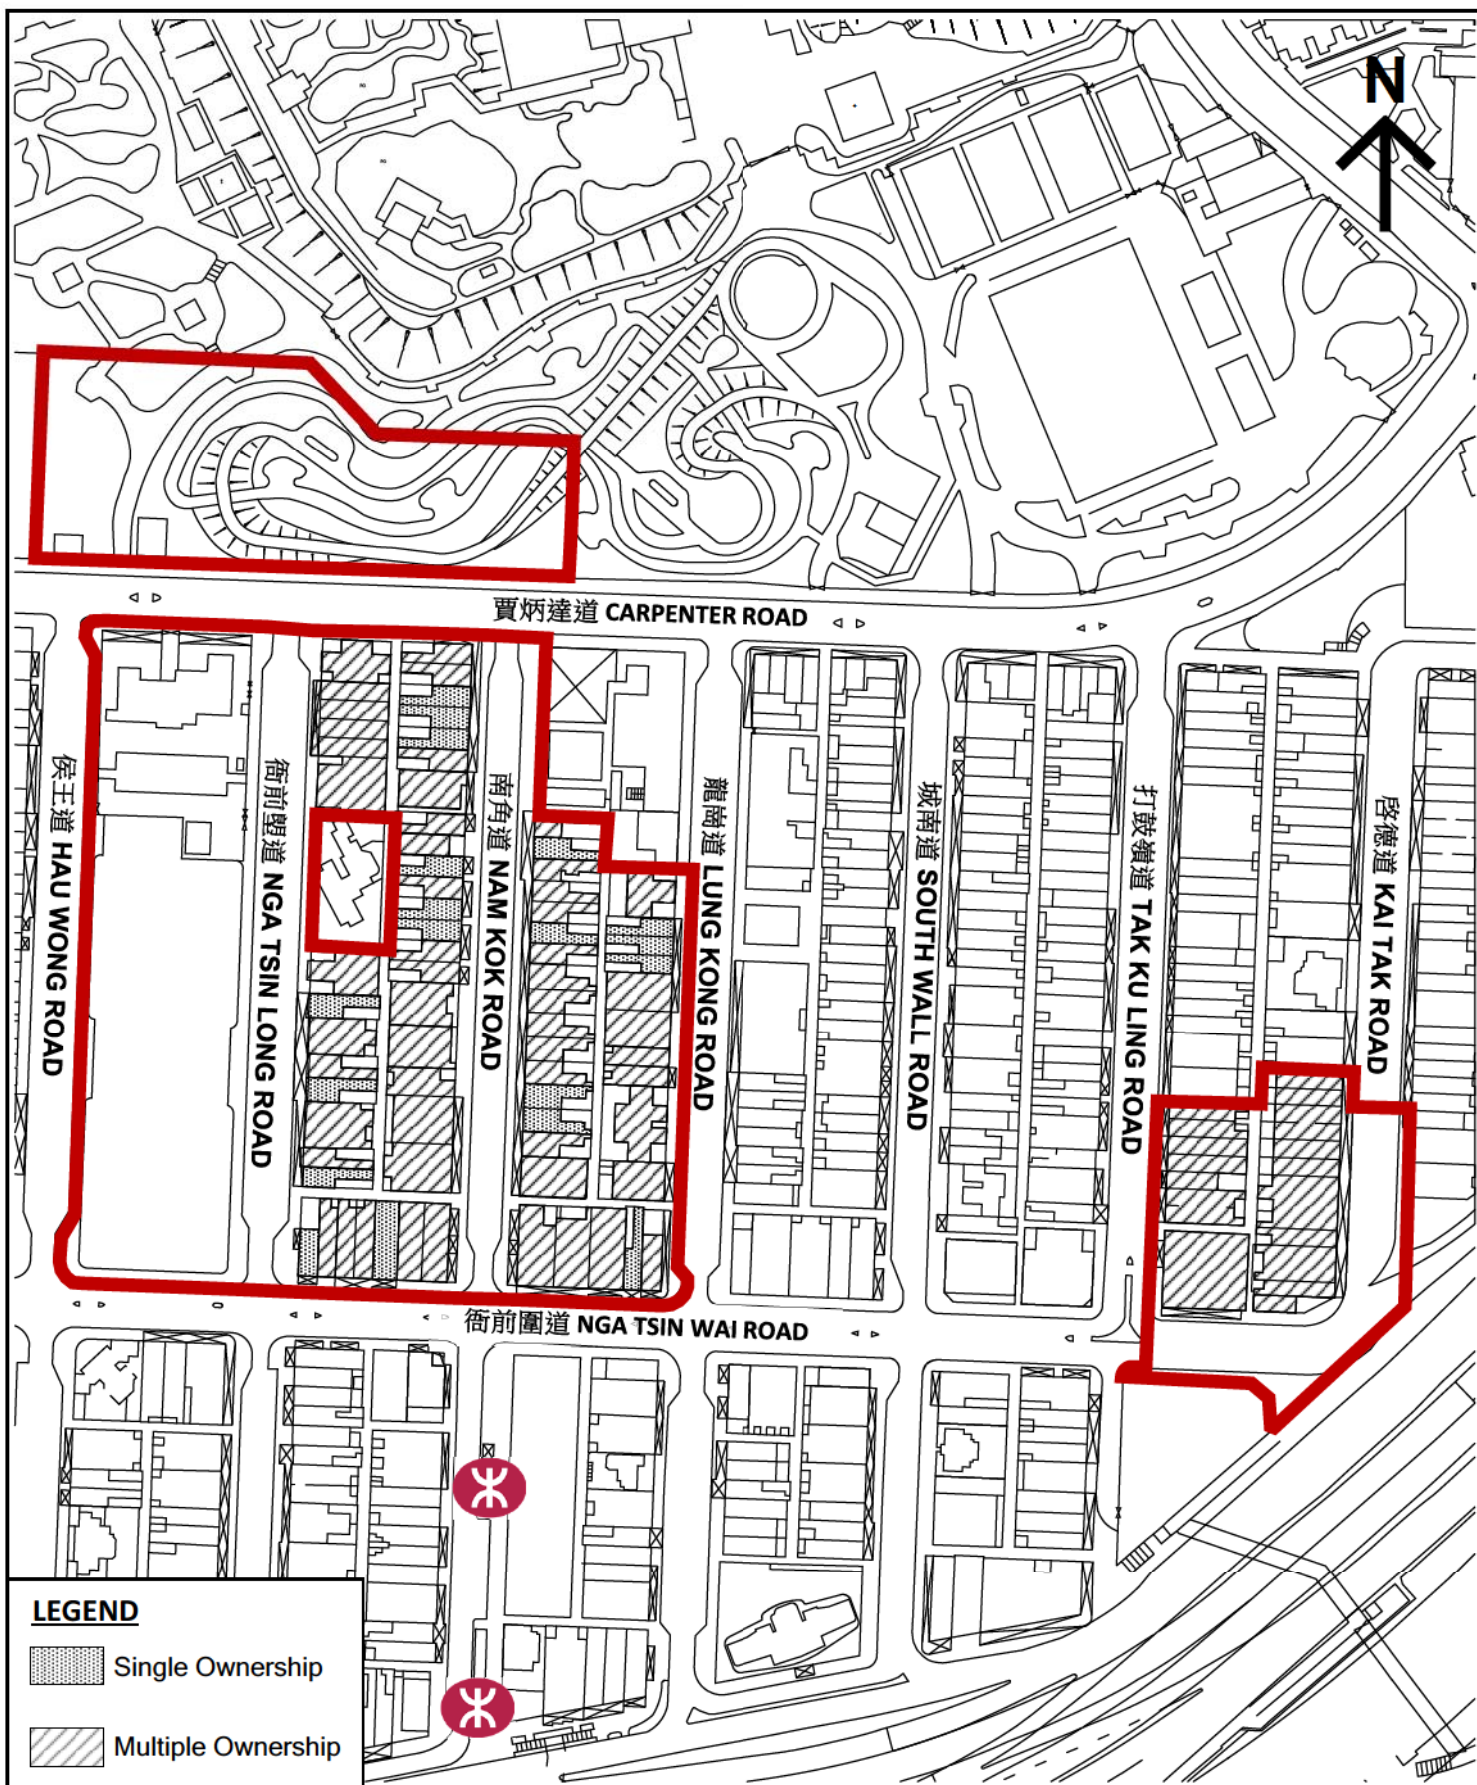 N
賈炳達道 CARPENTER ROAD
侯王道 HAU WONG ROAD
衙前塱道 NGA TSIN LONG ROAD
南角道 NAM KOK ROAD
龍崗道 LUNG KONG ROAD
城南道 SOUTH WALL ROAD
打鼓嶺道 TAK KU LING ROAD
啓德道 KAI TAK ROAD
衙前圍道 NGA TSIN WAI ROAD
LEGEND
Single Ownership
Multiple Ownership